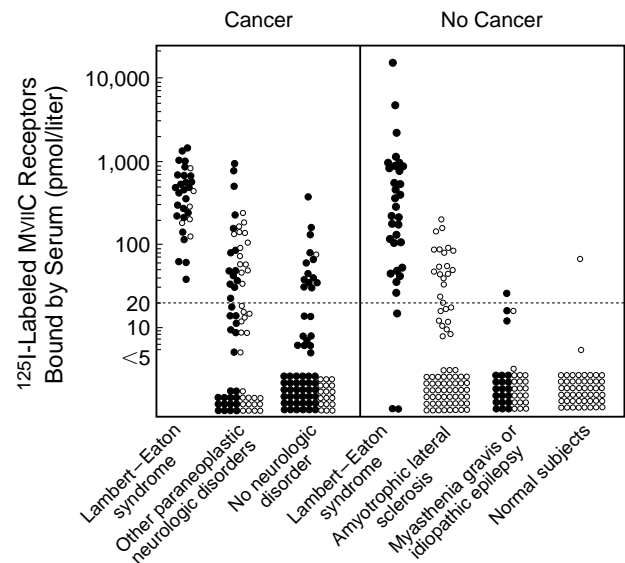 Cancer
No Cancer
¹²⁵I-Labeled MVIIC Receptors
Bound by Serum (pmol/liter)
10,000
1,000
100
20
10
<5
Lambert–Eaton
syndrome
Other paraneoplastic
neurologic disorders
No neurologic
disorder
Lambert–Eaton
syndrome
Amyotrophic lateral
sclerosis
Myasthenia gravis or
idiopathic epilepsy
Normal subjects